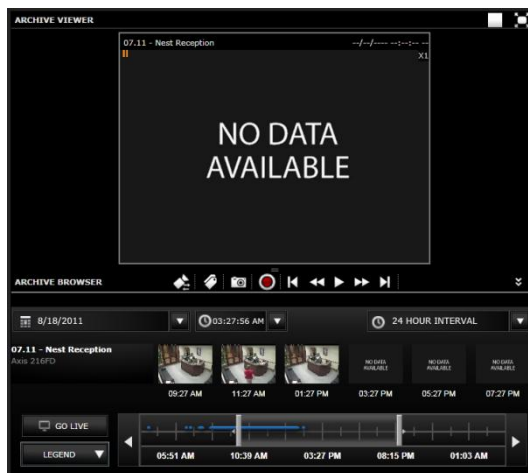 ARCHIVE VIEWER
07.11 - Nest Reception --/--/---- --:--:-- --
X1
NO DATA
AVAILABLE
ARCHIVE BROWSER
8/18/2011 03:27:56 AM 24 HOUR INTERVAL
07.11 - Nest Reception
Axis 216FD
NO DATA AVAILABLE NO DATA AVAILABLE NO DATA AVAILABLE
09:27 AM 11:27 AM 01:27 PM 03:27 PM 05:27 PM 07:27 PM
GO LIVE
LEGEND
05:51 AM 10:39 AM 03:27 PM 08:15 PM 01:03 AM